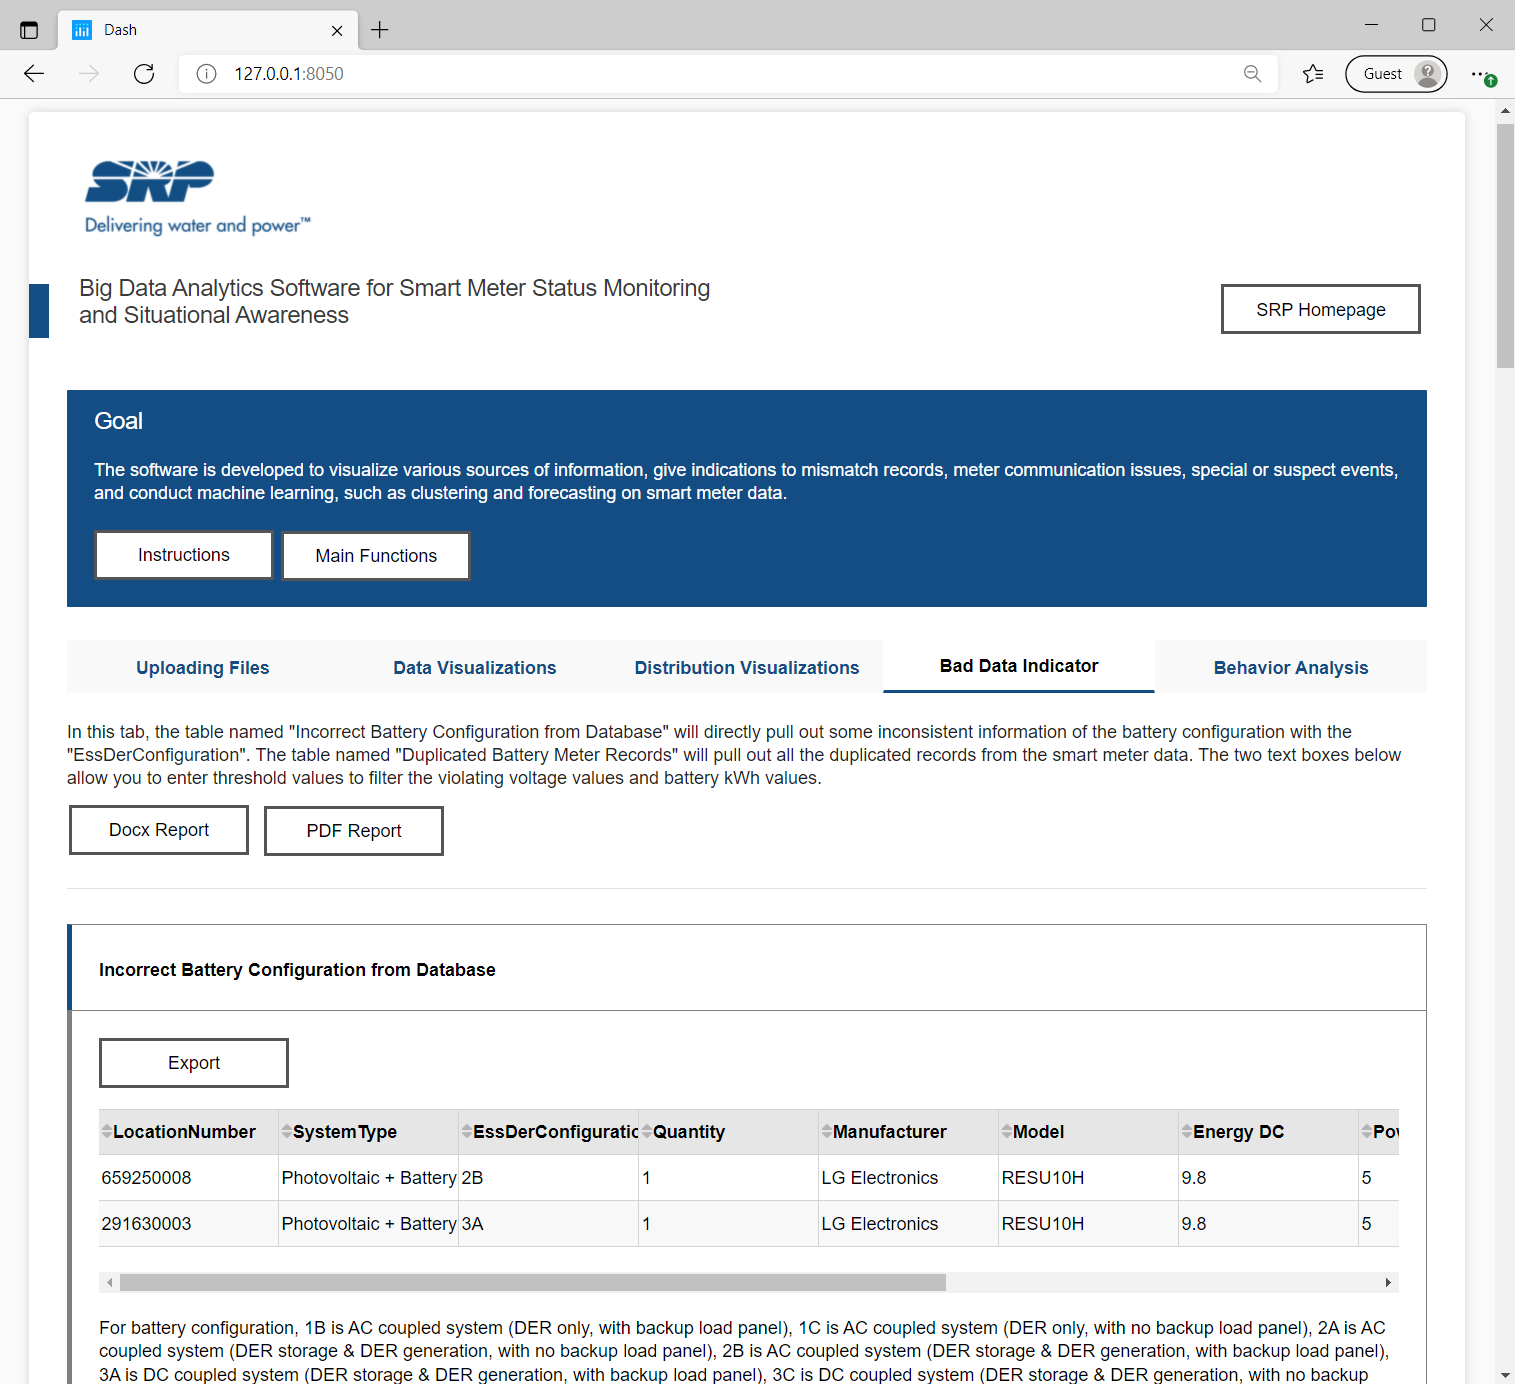 Dash
127.0.0.1:8050
Guest
SRP
Delivering water and power™
Big Data Analytics Software for Smart Meter Status Monitoring
and Situational Awareness
SRP Homepage
Goal
The software is developed to visualize various sources of information, give indications to mismatch records, meter communication issues, special or suspect events,
and conduct machine learning, such as clustering and forecasting on smart meter data.
Instructions Main Functions
Uploading Files Data Visualizations Distribution Visualizations Bad Data Indicator Behavior Analysis
In this tab, the table named "Incorrect Battery Configuration from Database" will directly pull out some inconsistent information of the battery configuration with the
"EssDerConfiguration". The table named "Duplicated Battery Meter Records" will pull out all the duplicated records from the smart meter data. The two text boxes below
allow you to enter threshold values to filter the violating voltage values and battery kWh values.
Docx Report PDF Report
Incorrect Battery Configuration from Database
Export
LocationNumber SystemType EssDerConfiguratio Quantity Manufacturer Model Energy DC Pov
659250008 Photovoltaic + Battery 2B 1 LG Electronics RESU10H 9.8 5
291630003 Photovoltaic + Battery 3A 1 LG Electronics RESU10H 9.8 5
For battery configuration, 1B is AC coupled system (DER only, with backup load panel), 1C is AC coupled system (DER only, with no backup load panel), 2A is AC
coupled system (DER storage & DER generation, with no backup load panel), 2B is AC coupled system (DER storage & DER generation, with backup load panel),
3A is DC coupled system (DER storage & DER generation, with backup load panel), 3C is DC coupled system (DER storage & DER generation, with no backup